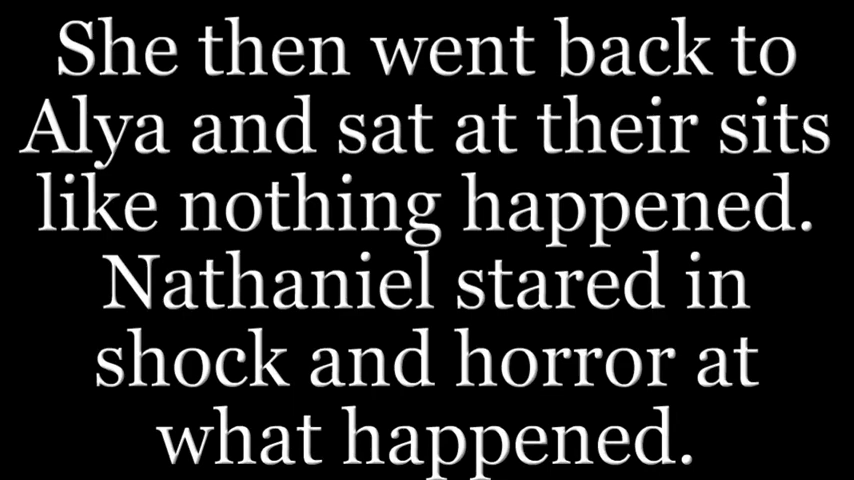 She then went back to
Alya and sat at their sits
like nothing happened.
Nathaniel stared in
shock and horror at
what happened.